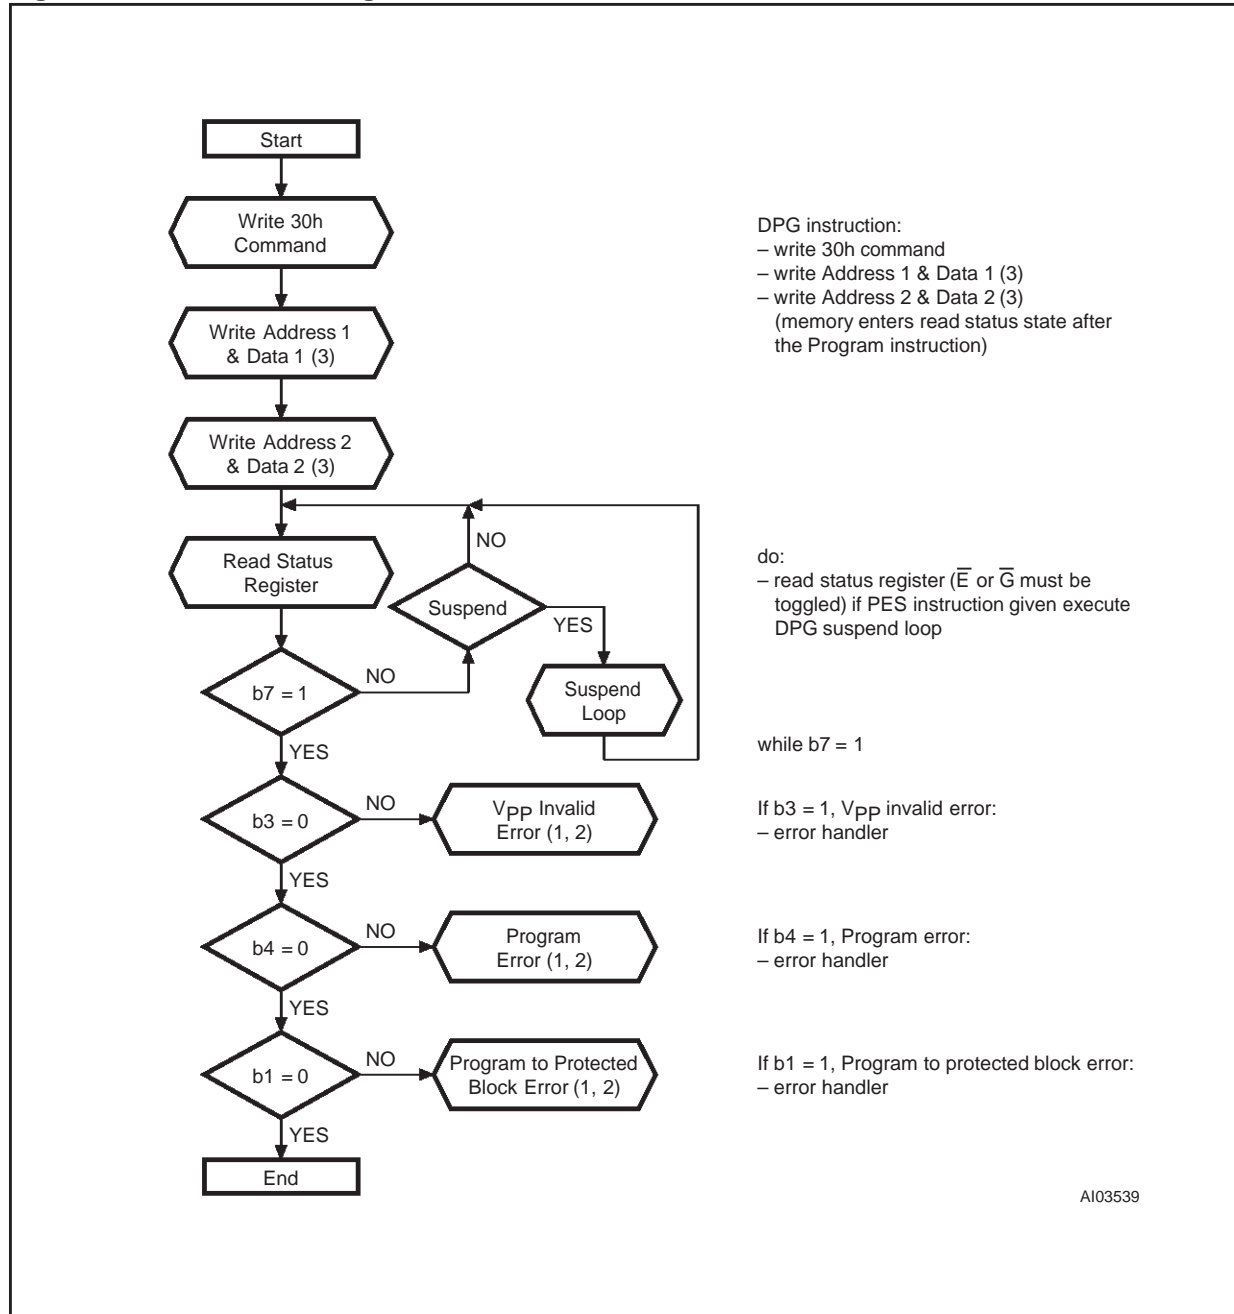 Start
Write 30h
Command
Write Address 1
& Data 1 (3)
Write Address 2
& Data 2 (3)
Read Status
Register
NO
Suspend
YES
Suspend
Loop
b7 = 1
NO
YES
b3 = 0
NO
VPP Invalid
Error (1, 2)
YES
b4 = 0
NO
Program
Error (1, 2)
YES
b1 = 0
NO
Program to Protected
Block Error (1, 2)
YES
End
DPG instruction:
– write 30h command
– write Address 1 & Data 1 (3)
– write Address 2 & Data 2 (3)
(memory enters read status state after
the Program instruction)
do:
– read status register (E̅ or G̅ must be
toggled) if PES instruction given execute
DPG suspend loop
while b7 = 1
If b3 = 1, VPP invalid error:
– error handler
If b4 = 1, Program error:
– error handler
If b1 = 1, Program to protected block error:
– error handler
AI03539